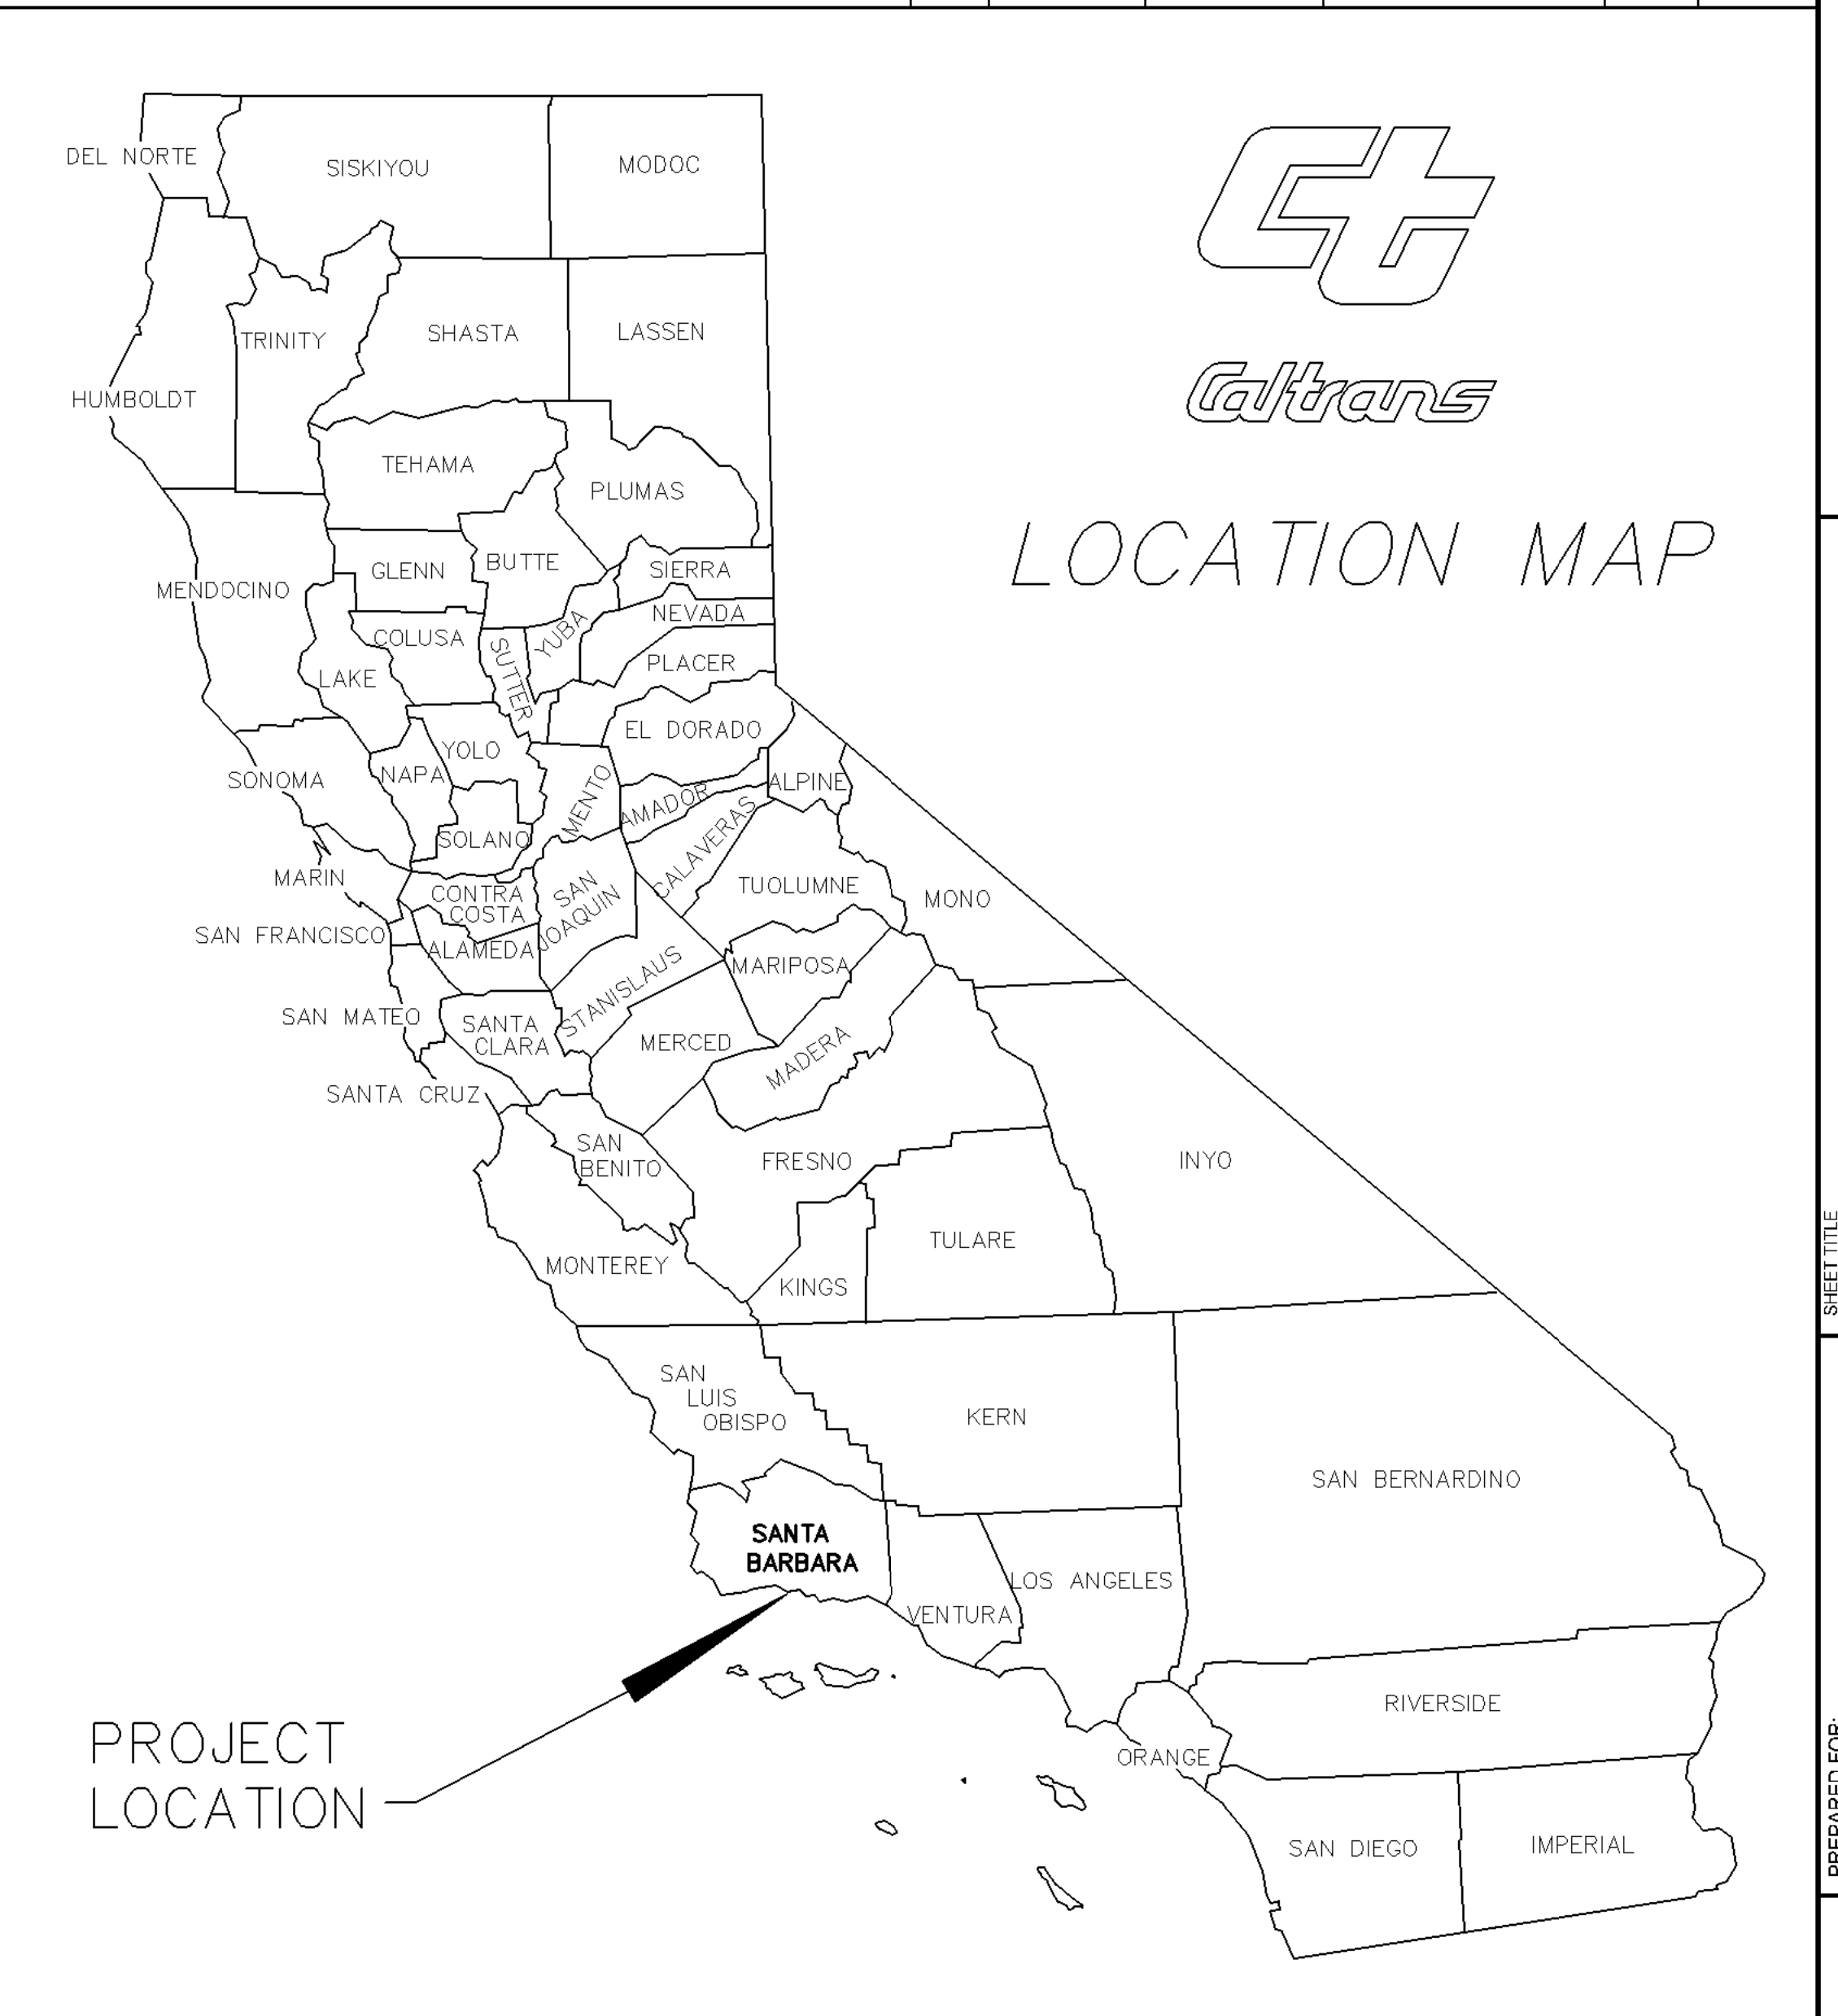 DEL NORTE
SISKIYOU
MODOC
Ct
Caltrans
LOCATION MAP
TRINITY
SHASTA
LASSEN
HUMBOLDT
TEHAMA
PLUMAS
MENDOCINO
GLENN
BUTTE
SIERRA
NEVADA
COLUSA
SUTTER
YUBA
PLACER
LAKE
EL DORADO
YOLO
SONOMA
NAPA
MENTO
AMADOR
ALPINE
SOLANO
CALAVERAS
MARIN
CONTRA
COSTA
SAN
JOAQUIN
TUOLUMNE
MONO
SAN FRANCISCO
ALAMEDA
STANISLAUS
MARIPOSA
SAN MATEO
SANTA
CLARA
MERCED
MADERA
SANTA CRUZ
SAN
BENITO
FRESNO
INYO
MONTEREY
KINGS
TULARE
SAN
LUIS
OBISPO
KERN
SAN BERNARDINO
SANTA
BARBARA
VENTURA
LOS ANGELES
RIVERSIDE
ORANGE
SAN DIEGO
IMPERIAL
PROJECT
LOCATION
SHEET TITLE
PREPARED FOR: